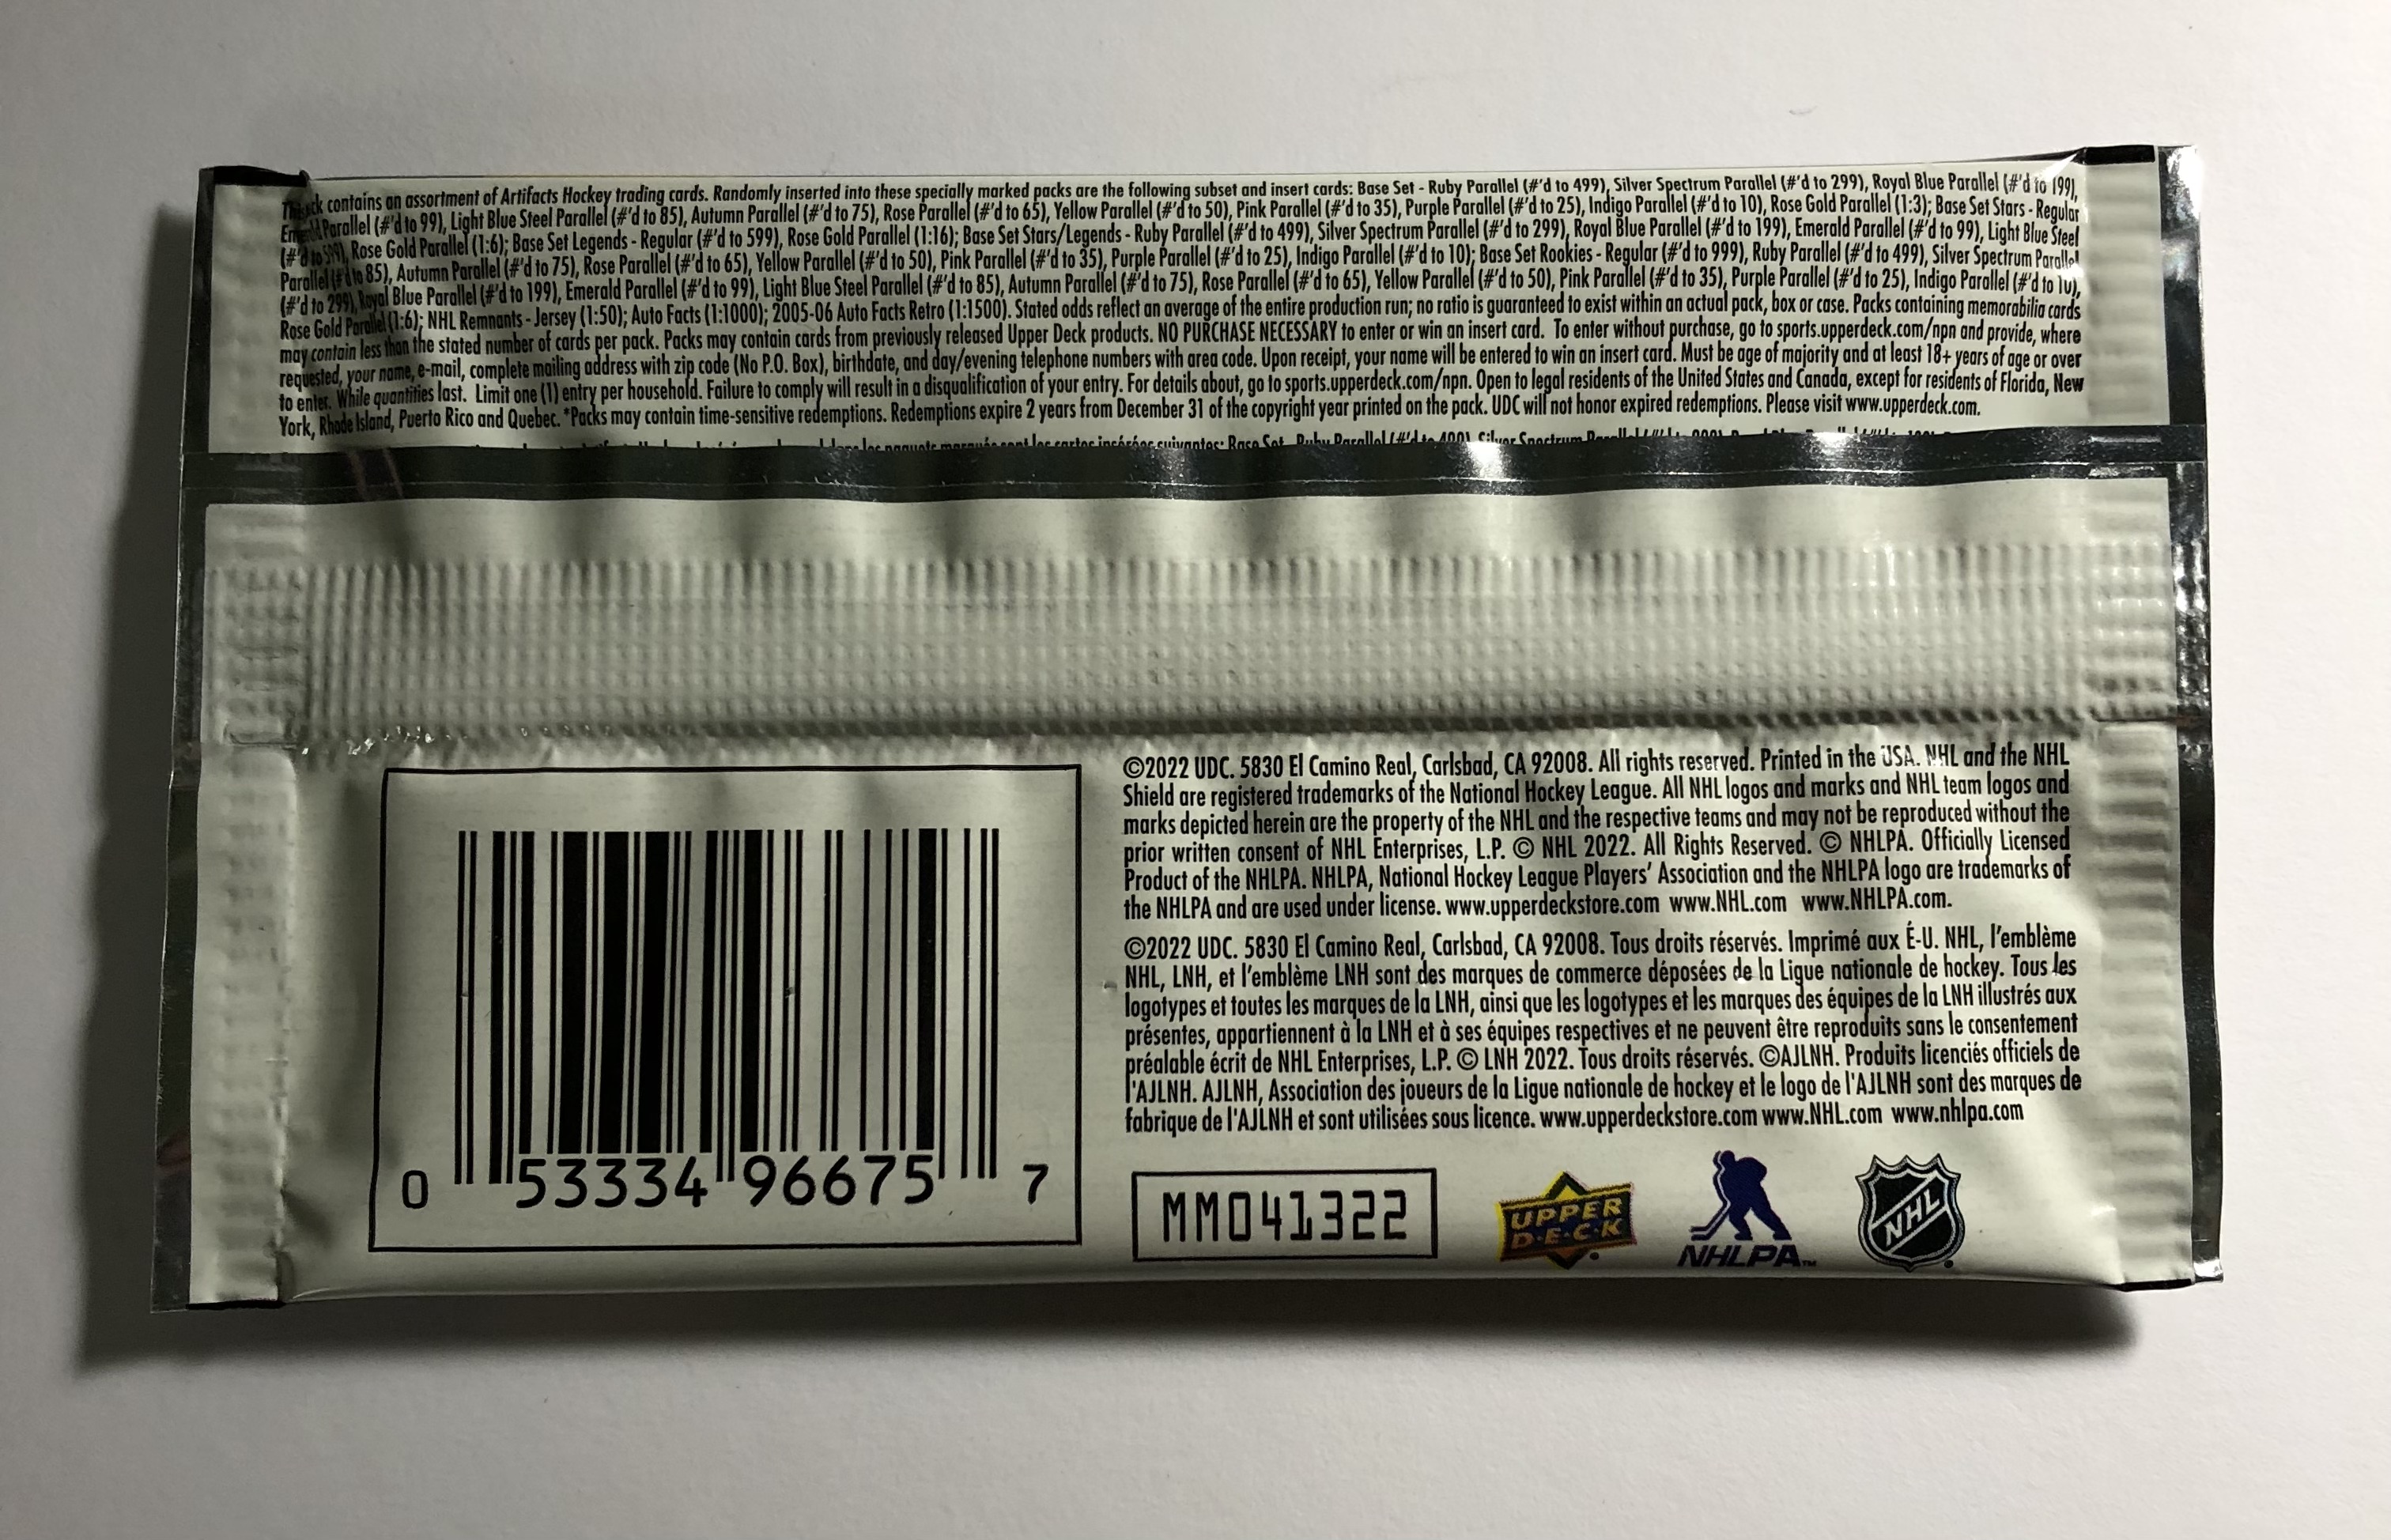 ck contains an assortment of Artifacts Hockey trading cards. Randomly inserted into these specially marked packs are the following subset and insert cards: Base Set - Ruby Parallel (#'d to 499), Silver Spectrum Parallel (#'d to 299), Royal Blue Parallel (#'d to 199),
Parallel (#'d to 99), Light Blue Steel Parallel (#'d to 85), Autumn Parallel (#'d to 75), Rose Parallel (#'d to 65), Yellow Parallel (#'d to 50), Pink Parallel (#'d to 35), Purple Parallel (#'d to 25), Indigo Parallel (#'d to 10), Rose Gold Parallel (1:3); Base Set Stars - Regular
(#'d to 599), Rose Gold Parallel (1:6); Base Set Legends - Regular (#'d to 599), Rose Gold Parallel (1:16); Base Set Stars/Legends - Ruby Parallel (#'d to 499), Silver Spectrum Parallel (#'d to 299), Royal Blue Parallel (#'d to 199), Emerald Parallel (#'d to 99), Light Blue Steel
Parallel (#'d to 85), Autumn Parallel (#'d to 75), Rose Parallel (#'d to 65), Yellow Parallel (#'d to 50), Pink Parallel (#'d to 35), Purple Parallel (#'d to 25), Indigo Parallel (#'d to 10); Base Set Rookies - Regular (#'d to 999), Ruby Parallel (#'d to 499), Silver Spectrum Parallel
(#'d to 299), Royal Blue Parallel (#'d to 199), Emerald Parallel (#'d to 99), Light Blue Steel Parallel (#'d to 85), Autumn Parallel (#'d to 75), Rose Parallel (#'d to 65), Yellow Parallel (#'d to 50), Pink Parallel (#'d to 35), Purple Parallel (#'d to 25), Indigo Parallel (#'d to 10),
Rose Gold Parallel (1:6); NHL Remnants - Jersey (1:50); Auto Facts (1:1000); 2005-06 Auto Facts Retro (1:1500). Stated odds reflect an average of the entire production run; no ratio is guaranteed to exist within an actual pack, box or case. Packs containing memorabilia cards
may contain less than the stated number of cards per pack. Packs may contain cards from previously released Upper Deck products. NO PURCHASE NECESSARY to enter or win an insert card. To enter without purchase, go to sports.upperdeck.com/npn and provide, where
requested, your name, e-mail, complete mailing address with zip code (No P.O. Box), birthdate, and day/evening telephone numbers with area code. Upon receipt, your name will be entered to win an insert card. Must be age of majority and at least 18+ years of age or over
to enter. While quantities last. Limit one (1) entry per household. Failure to comply will result in a disqualification of your entry. For details about, go to sports.upperdeck.com/npn. Open to legal residents of the United States and Canada, except for residents of Florida, New
York, Rhode Island, Puerto Rico and Quebec. *Packs may contain time-sensitive redemptions. Redemptions expire 2 years from December 31 of the copyright year printed on the pack. UDC will not honor expired redemptions. Please visit www.upperdeck.com.
les paquets marqués sont les cartes insérées suivantes: Base Set - Ruby Parallel (#'d to 499), Silver Spectrum Parallel
©2022 UDC. 5830 El Camino Real, Carlsbad, CA 92008. All rights reserved. Printed in the USA. NHL and the NHL
Shield are registered trademarks of the National Hockey League. All NHL logos and marks and NHL team logos and
marks depicted herein are the property of the NHL and the respective teams and may not be reproduced without the
prior written consent of NHL Enterprises, L.P. © NHL 2022. All Rights Reserved. © NHLPA. Officially Licensed
Product of the NHLPA. NHLPA, National Hockey League Players' Association and the NHLPA logo are trademarks of
the NHLPA and are used under license. www.upperdeckstore.com www.NHL.com www.NHLPA.com.
©2022 UDC. 5830 El Camino Real, Carlsbad, CA 92008. Tous droits réservés. Imprimé aux É-U. NHL, l'emblème
NHL, LNH, et l'emblème LNH sont des marques de commerce déposées de la Ligue nationale de hockey. Tous les
logotypes et toutes les marques de la LNH, ainsi que les logotypes et les marques des équipes de la LNH illustrés aux
présentes, appartiennent à la LNH et à ses équipes respectives et ne peuvent être reproduits sans le consentement
préalable écrit de NHL Enterprises, L.P. © LNH 2022. Tous droits réservés. ©AJLNH. Produits licenciés officiels de
l'AJLNH. AJLNH, Association des joueurs de la Ligue nationale de hockey et le logo de l'AJLNH sont des marques de
fabrique de l'AJLNH et sont utilisées sous licence. www.upperdeckstore.com www.NHL.com www.nhlpa.com
0 53334 96675 7
MM041322
UPPER
D·E·C·K
NHLPA™
NHL